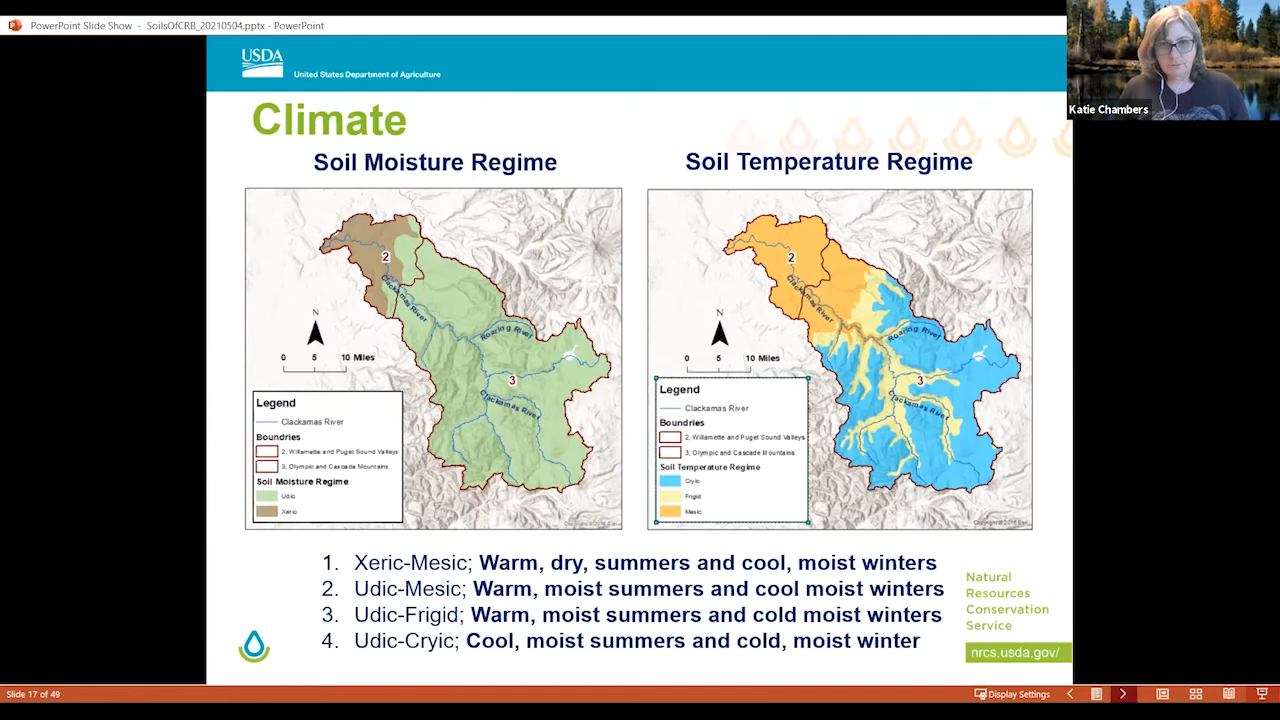 PowerPoint Slide Show - SoilsOfCRB_20210504.pptx - PowerPoint
USDA
United States Department of Agriculture
Katie Chambers
Climate
Soil Moisture Regime
Soil Temperature Regime
2
Clackamas River
Roaring River
3
Clackamas River
N
0 5 10 Miles
Legend
Clackamas River
Boundries
2, Willamette and Puget Sound Valleys
3, Olympic and Cascade Mountains
Soil Moisture Regime
Udic
Xeric
2
Clackamas River
Roaring River
3
Clackamas River
N
0 5 10 Miles
Legend
Clackamas River
Boundries
2, Willamette and Puget Sound Valleys
3, Olympic and Cascade Mountains
Soil Temperature Regime
Cryic
Frigid
Mesic
1. Xeric-Mesic; Warm, dry, summers and cool, moist winters
2. Udic-Mesic; Warm, moist summers and cool moist winters
3. Udic-Frigid; Warm, moist summers and cold moist winters
4. Udic-Cryic; Cool, moist summers and cold, moist winter
Natural
Resources
Conservation
Service
nrcs.usda.gov/
Slide 17 of 49
Display Settings